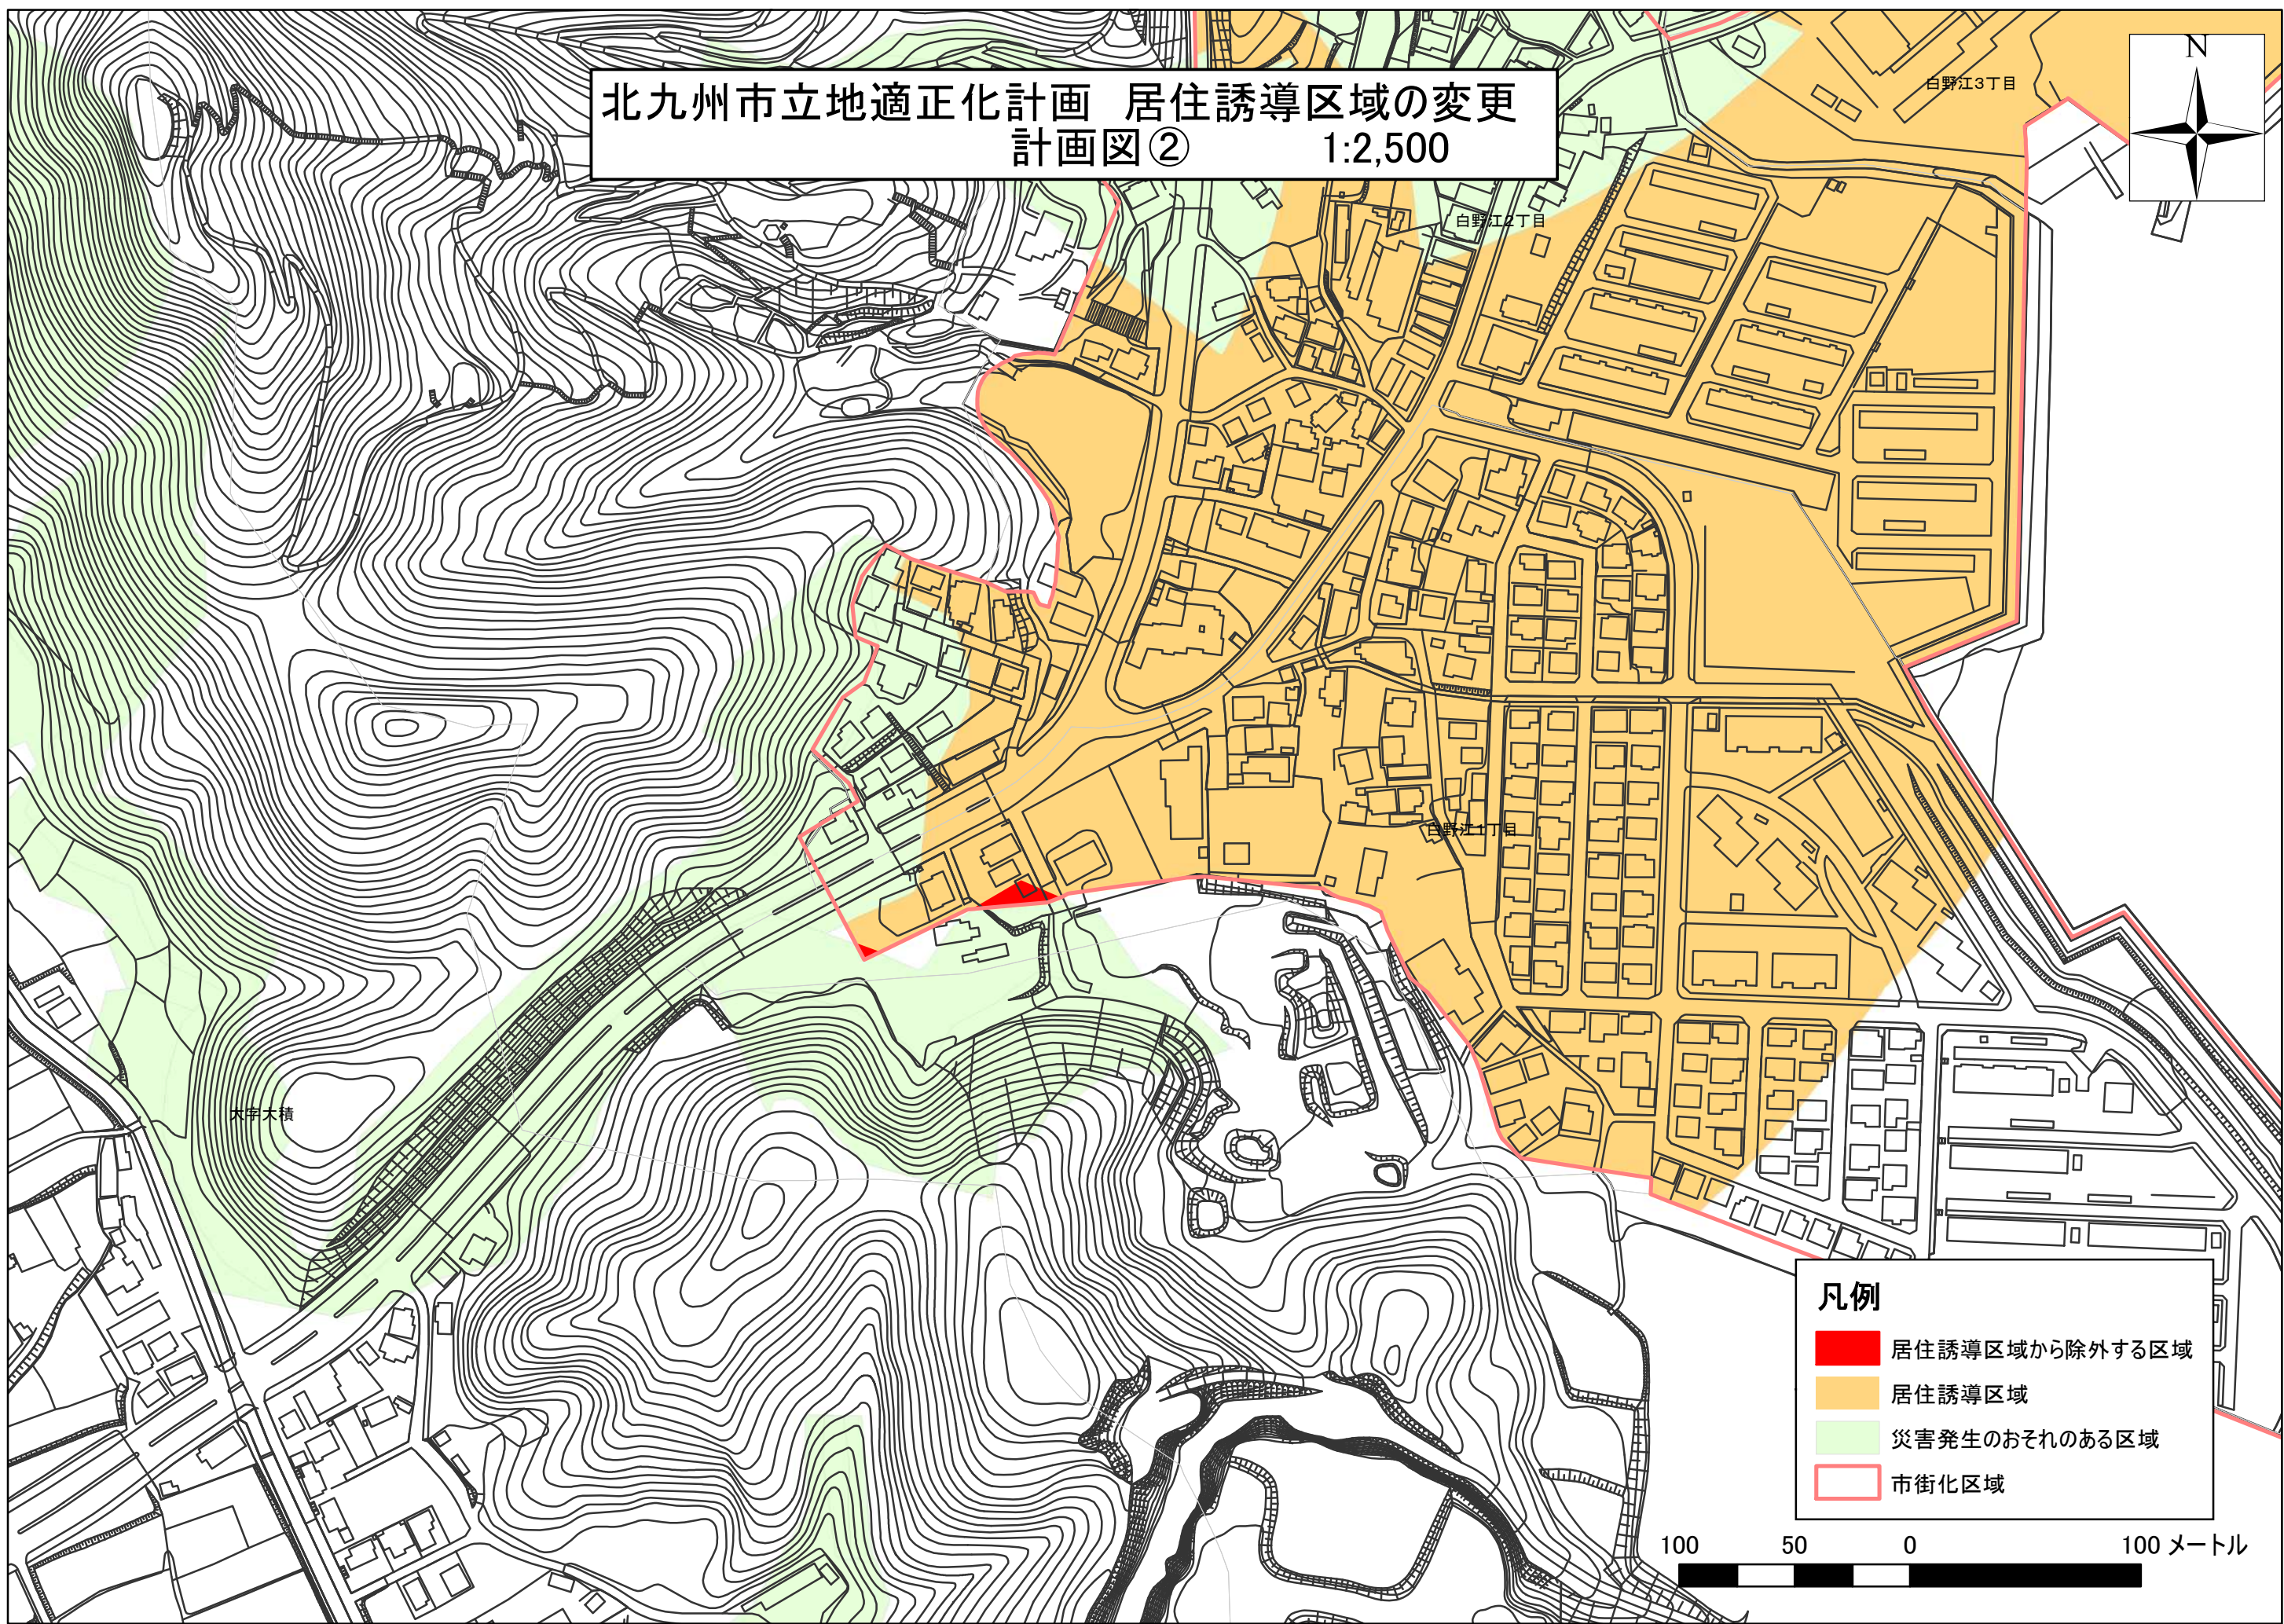 北九州市立地適正化計画　居住誘導区域の変更
計画図②　1:2,500
N
白野江3丁目
白野江2丁目
白野江1丁目
大字大積
凡例
居住誘導区域から除外する区域
居住誘導区域
災害発生のおそれのある区域
市街化区域
100 50 0 100 メートル